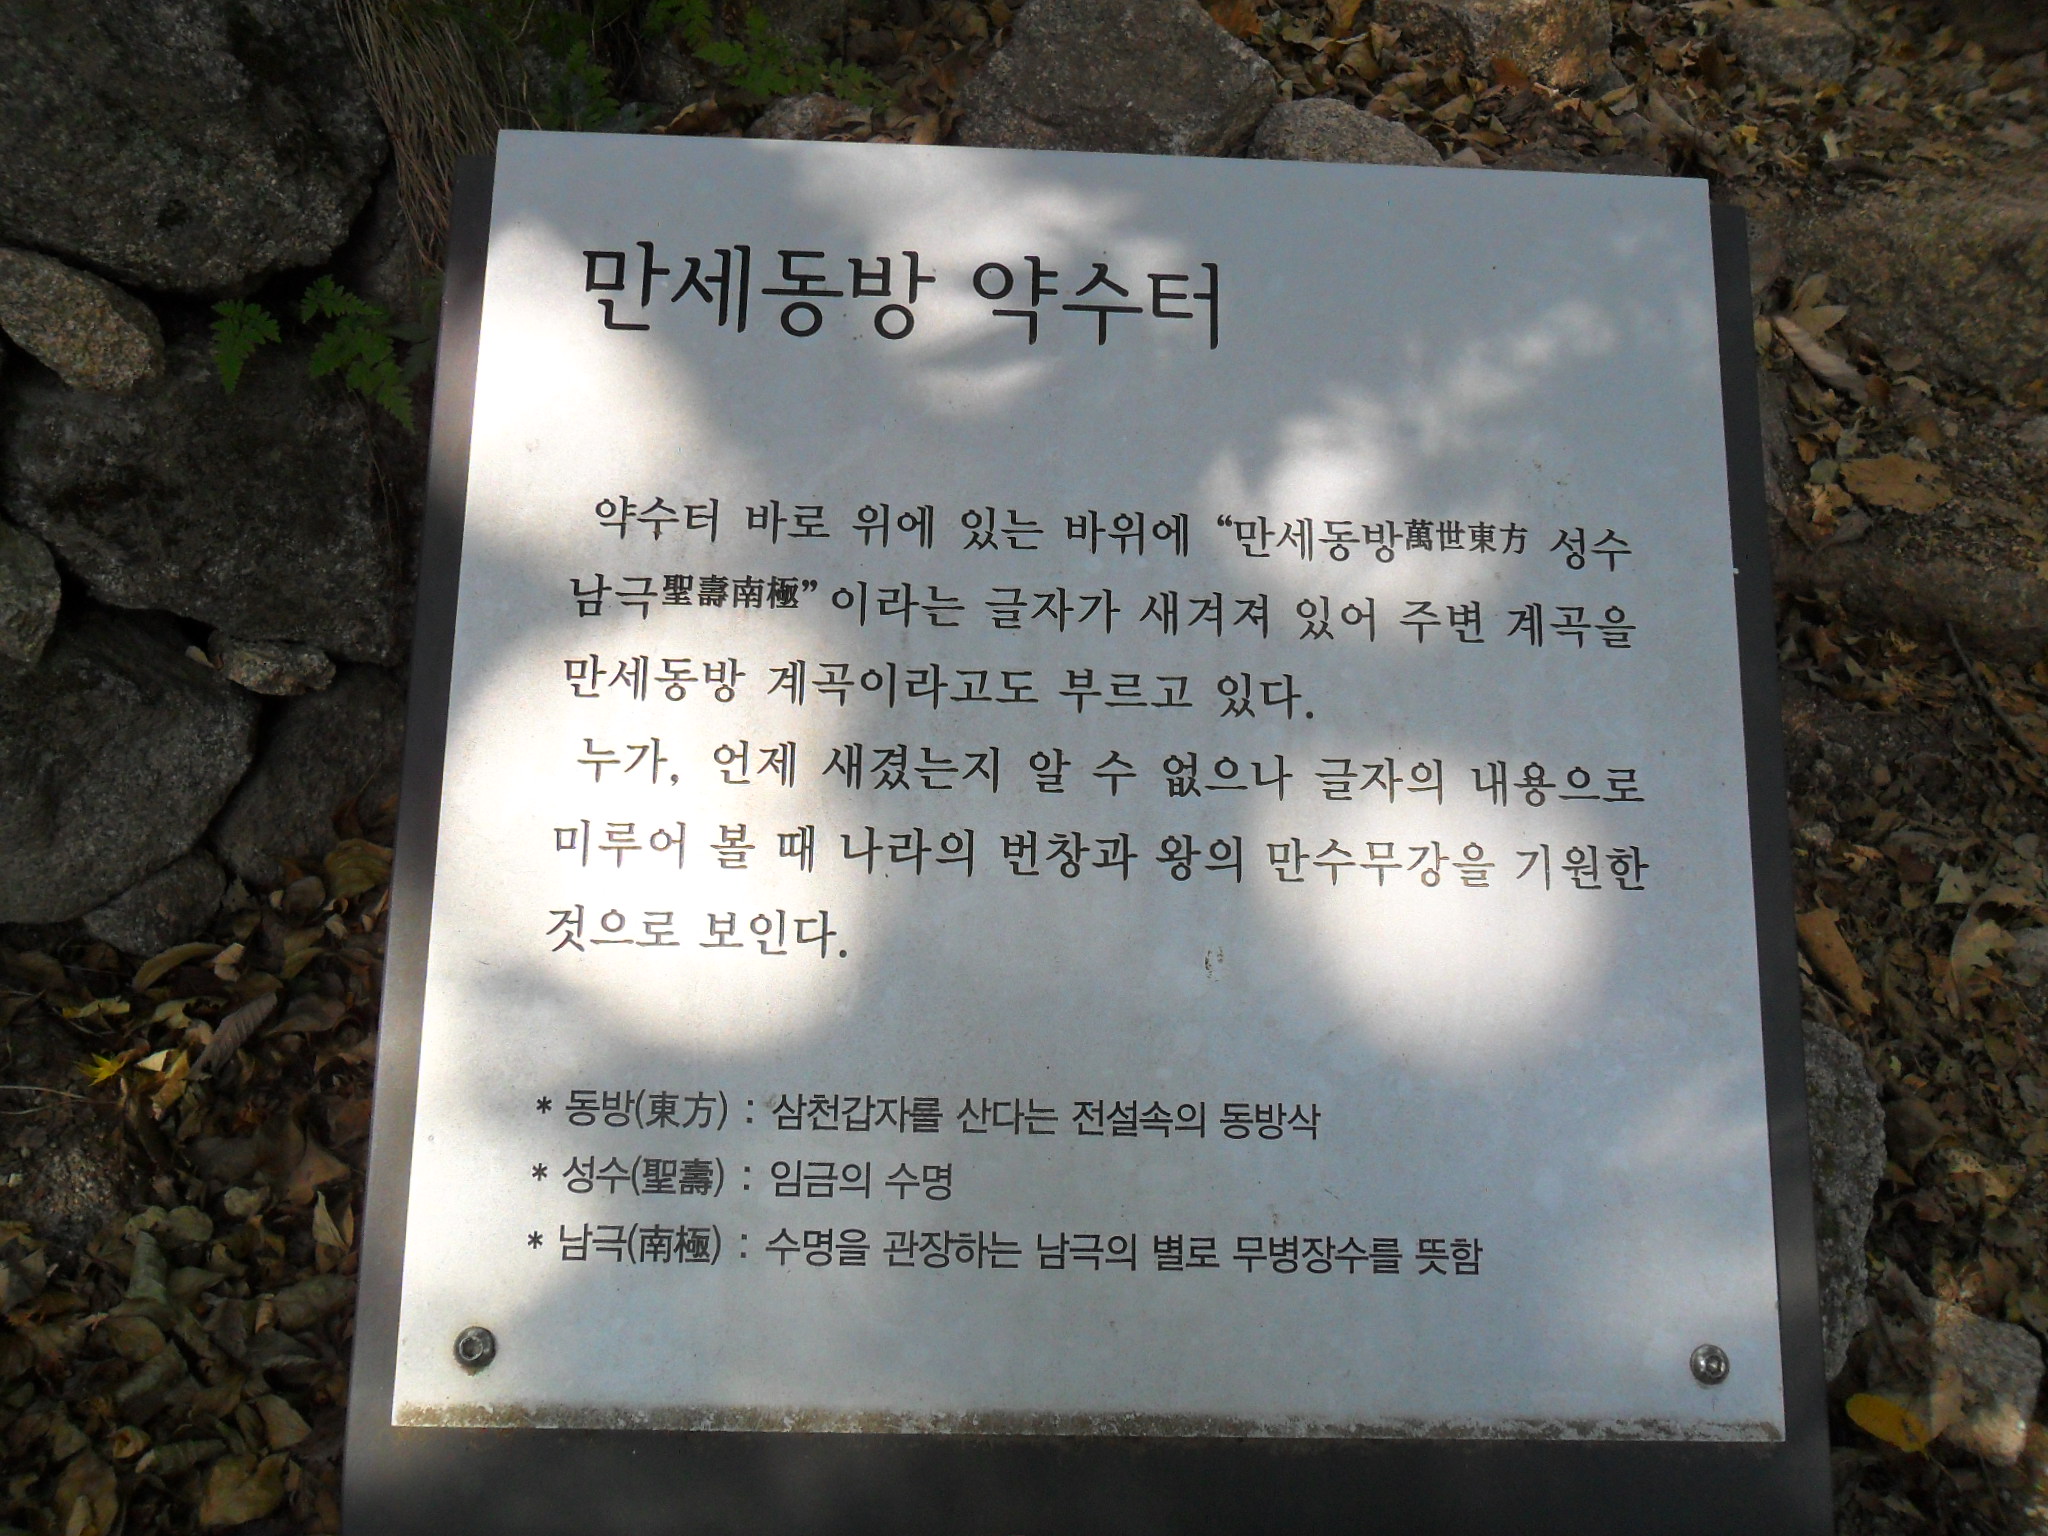 만세동방 약수터
약수터 바로 위에 있는 바위에 “만세동방萬世東方 성수
남극聖壽南極” 이라는 글자가 새겨져 있어 주변 계곡을
만세동방 계곡이라고도 부르고 있다.
누가, 언제 새겼는지 알 수 없으나 글자의 내용으로
미루어 볼 때 나라의 번창과 왕의 만수무강을 기원한
것으로 보인다.
* 동방(東方) : 삼천갑자를 산다는 전설속의 동방삭
* 성수(聖壽) : 임금의 수명
* 남극(南極) : 수명을 관장하는 남극의 별로 무병장수를 뜻함